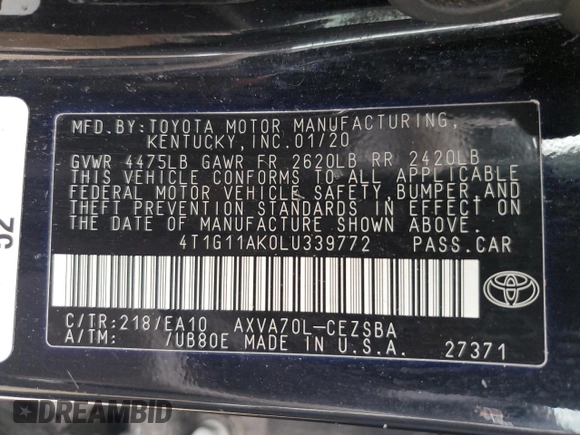 MFD.BY:TOYOTA MOTOR MANUFACTURING,
KENTUCKY,INC.01/20
GVWR 4475LB GAWR FR 2620LB RR 2420LB
THIS VEHICLE CONFORMS TO ALL APPLICABLE
FEDERAL MOTOR VEHICLE SAFETY,BUMPER,AND
THEFT PREVENTION STANDARDS IN EFFECT ON
THE DATE OF MANUFACTURE SHOWN ABOVE.
4T1G11AK0LU339772 PASS.CAR
C/TR:218/EA10 AXVA70L-CEZSBA
A/TM: /UB80E MADE IN U.S.A. 27371
52
DREAMBID